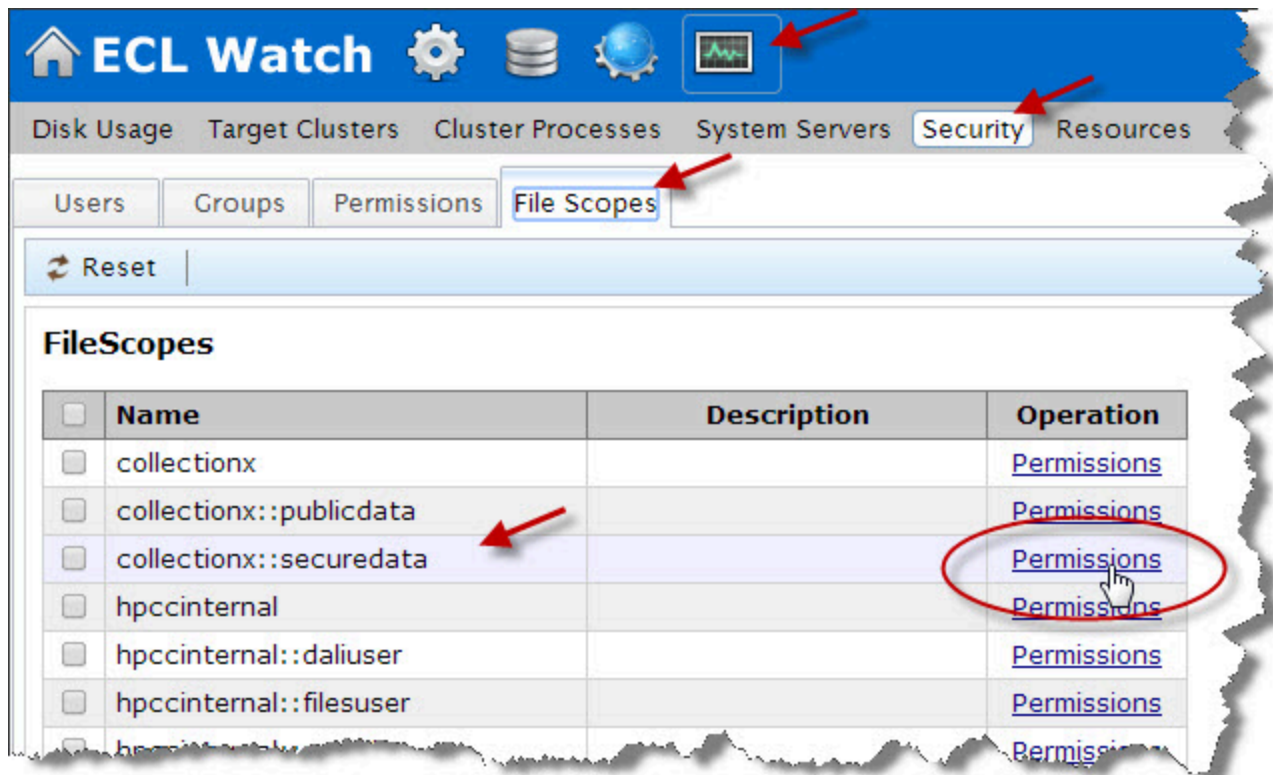 ECL Watch
Disk Usage Target Clusters Cluster Processes System Servers Security Resources
Users Groups Permissions File Scopes
Reset
FileScopes
Name Description Operation
collectionx Permissions
collectionx::publicdata Permissions
collectionx::securedata Permissions
hpccinternal Permissions
hpccinternal::daliuser Permissions
hpccinternal::filesuser Permissions
Permissions